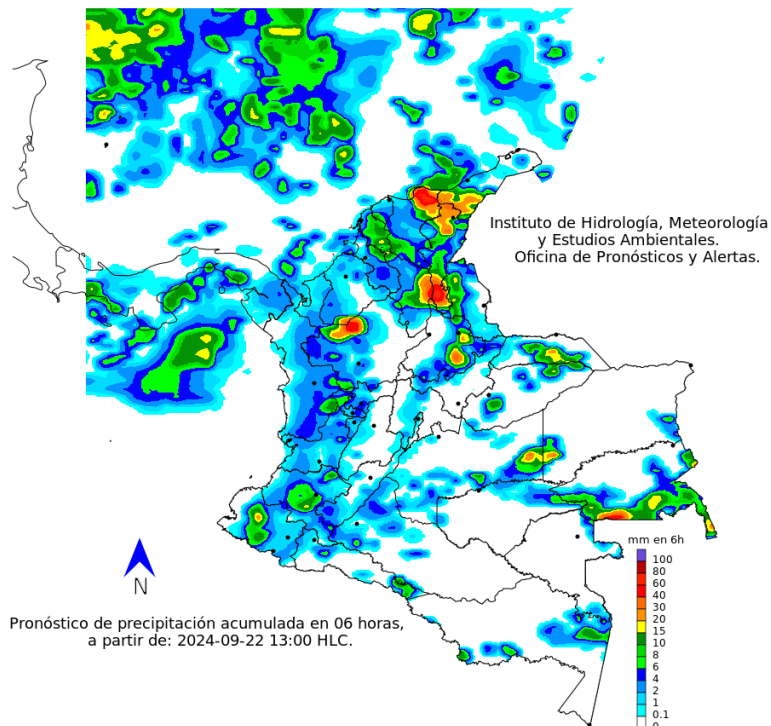 Instituto de Hidrología, Meteorología
y Estudios Ambientales.
Oficina de Pronósticos y Alertas.
N
Pronóstico de precipitación acumulada en 06 horas,
a partir de: 2024-09-22 13:00 HLC.
mm en 6h
100
80
60
40
30
20
15
10
8
6
4
2
1
0.1
0